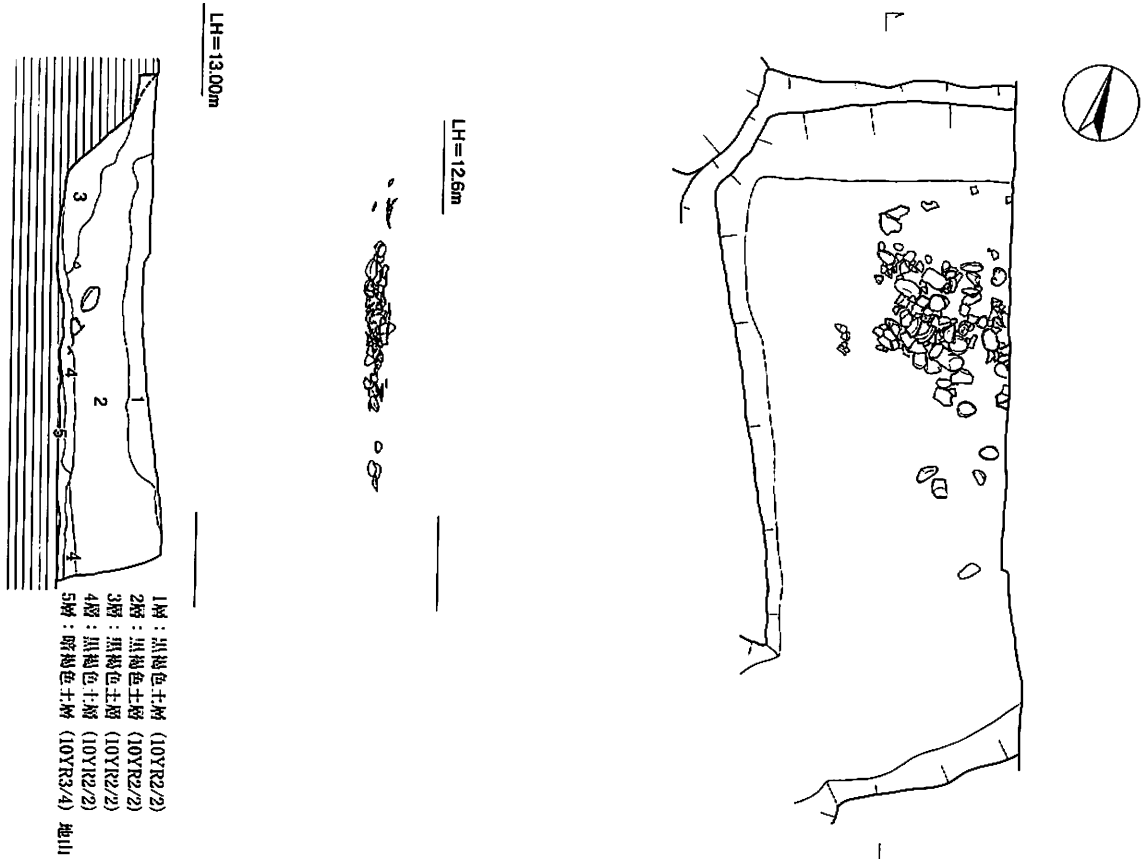 LH=13.00m
LH=12.6m
3
4
2
1
5
4
1層：黒褐色土層 (10YR2/2)
2層：黒褐色土層 (10YR2/2)
3層：黒褐色土層 (10YR2/2)
4層：黒褐色土層 (10YR2/2)
5層：暗褐色土層 (10YR3/4) 地山